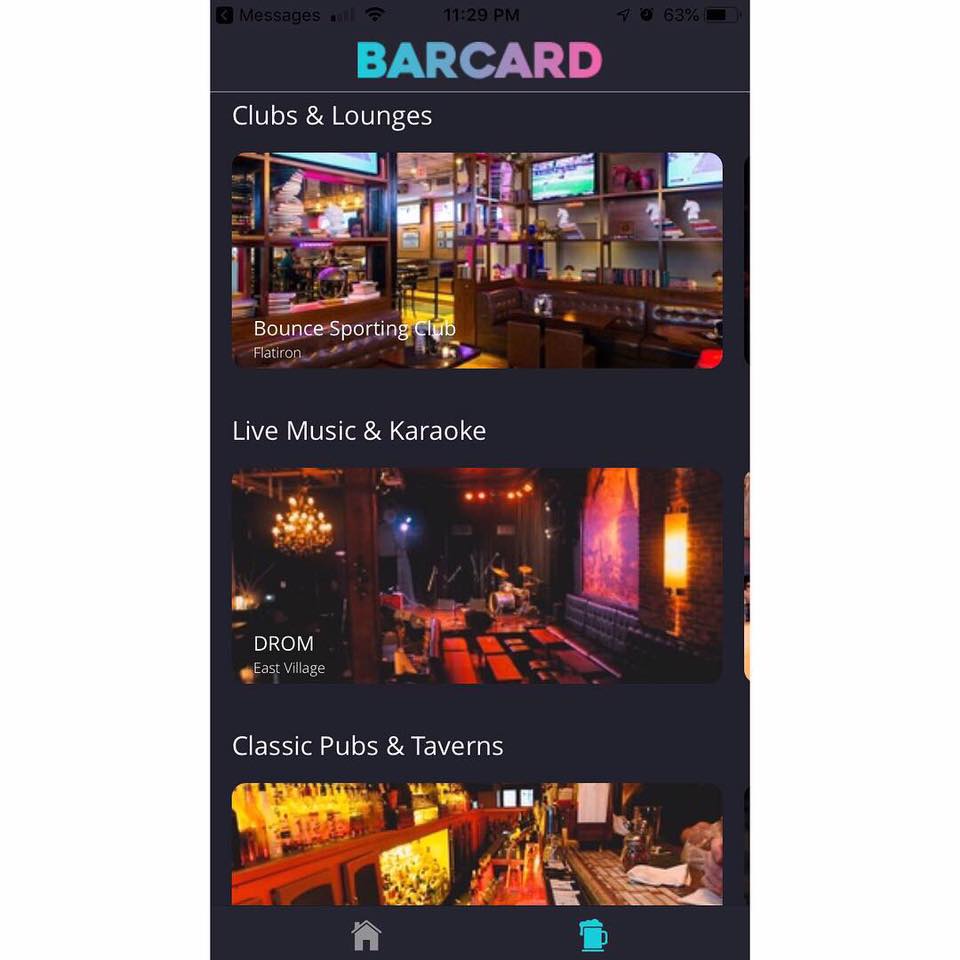 Messages 11:29 PM 63%
BARCARD
Clubs & Lounges
Bounce Sporting Club
Flatiron
Live Music & Karaoke
DROM
East Village
Classic Pubs & Taverns